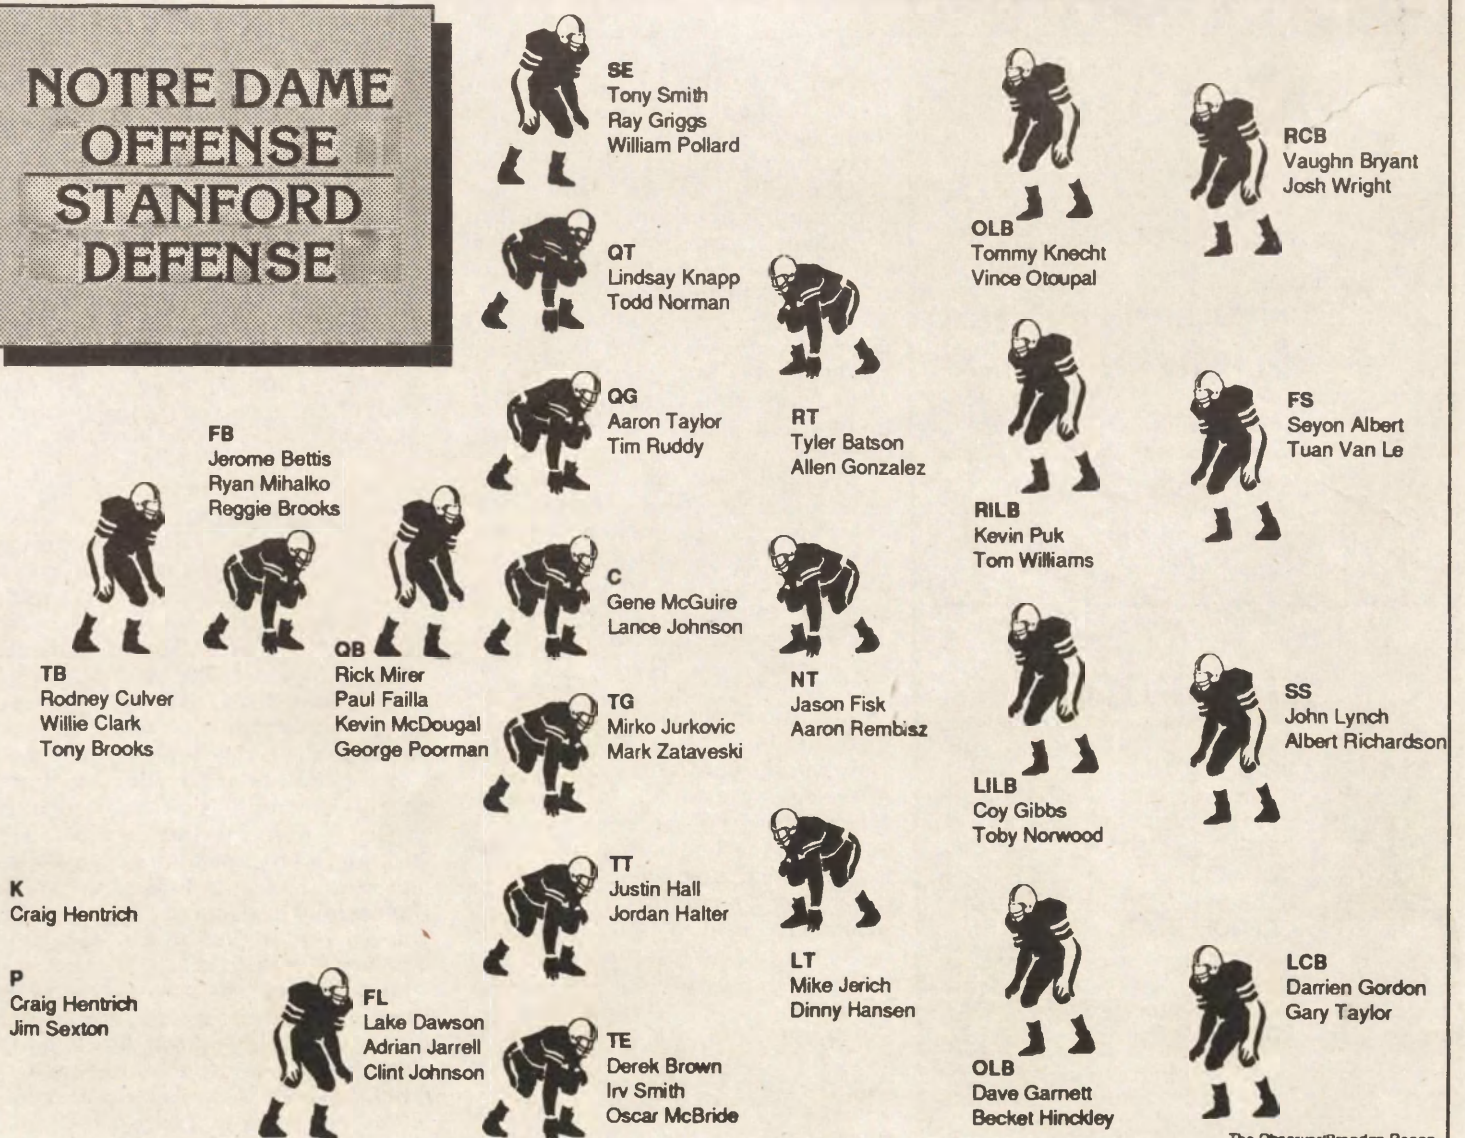 NOTRE DAME
OFFENSE
STANFORD
DEFENSE
SE
Tony Smith
Ray Griggs
William Pollard
QT
Lindsay Knapp
Todd Norman
QG
Aaron Taylor
Tim Ruddy
C
Gene McGuire
Lance Johnson
TG
Mirko Jurkovic
Mark Zataveski
TT
Justin Hall
Jordan Halter
TE
Derek Brown
Irv Smith
Oscar McBride
FB
Jerome Bettis
Ryan Mihalko
Reggie Brooks
TB
Rodney Culver
Willie Clark
Tony Brooks
QB
Rick Mirer
Paul Failla
Kevin McDougal
George Poorman
K
Craig Hentrich
P
Craig Hentrich
Jim Sexton
FL
Lake Dawson
Adrian Jarrell
Clint Johnson
RT
Tyler Batson
Allen Gonzalez
NT
Jason Fisk
Aaron Rembisz
LT
Mike Jerich
Dinny Hansen
OLB
Tommy Knecht
Vince Otoupal
RILB
Kevin Puk
Tom Williams
LILB
Coy Gibbs
Toby Norwood
OLB
Dave Garnett
Becket Hinckley
RCB
Vaughn Bryant
Josh Wright
FS
Seyon Albert
Tuan Van Le
SS
John Lynch
Albert Richardson
LCB
Darrien Gordon
Gary Taylor